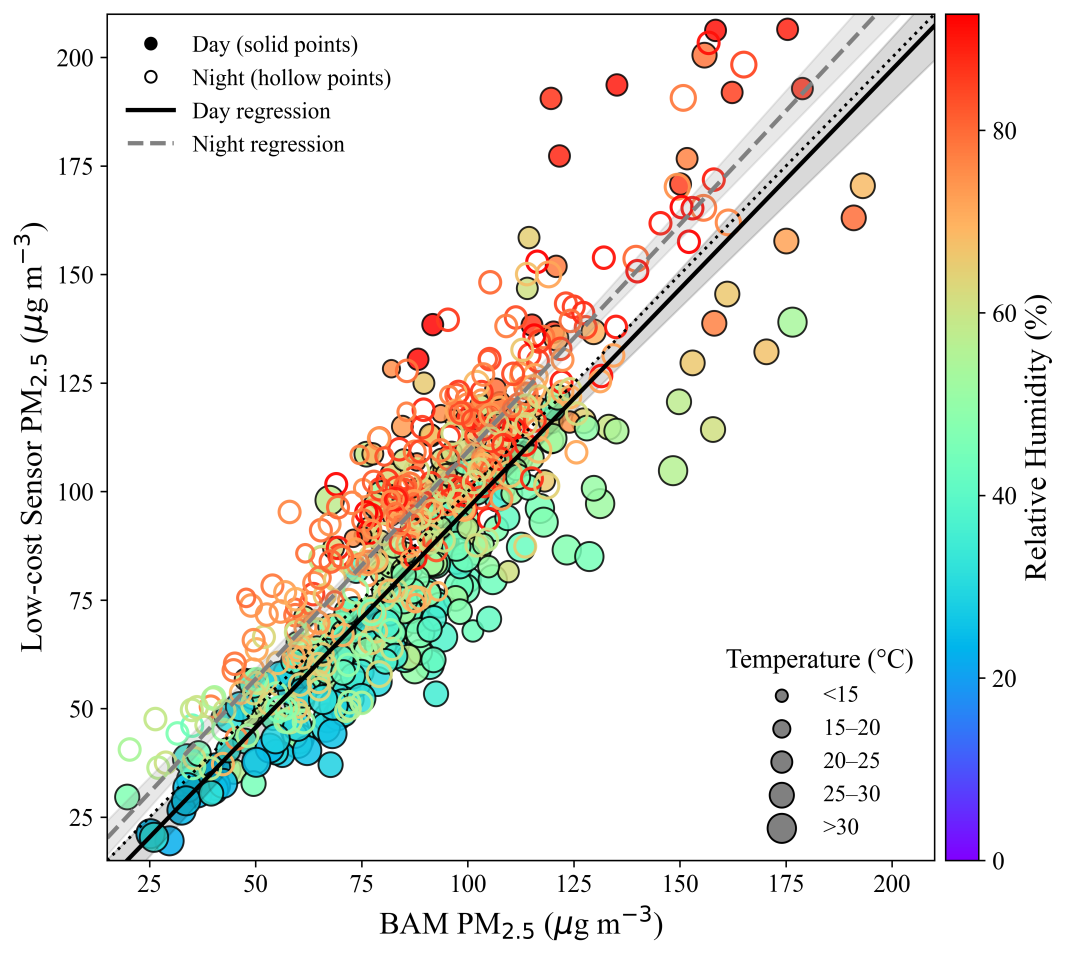 Day (solid points)
Night (hollow points)
Day regression
Night regression
200
175
150
125
100
75
50
25
Low-cost Sensor PM2.5 (μg m−3)
25 50 75 100 125 150 175 200
BAM PM2.5 (μg m−3)
Temperature (°C)
<15
15–20
20–25
25–30
>30
80
60
40
20
0
Relative Humidity (%)